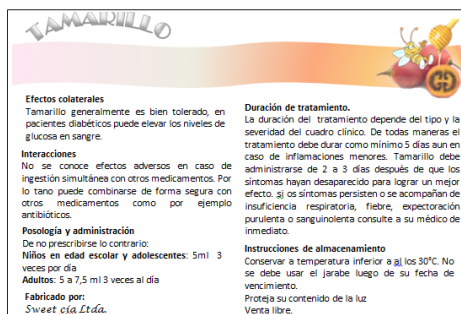 TAMARILLO
Efectos colaterales
Tamarillo generalmente es bien tolerado, en
pacientes diabéticos puede elevar los niveles de
glucosa en sangre.
Interacciones
No se conoce efectos adversos en caso de
ingestión simultánea con otros medicamentos. Por
lo tano puede combinarse de forma segura con
otros medicamentos como por ejemplo
antibióticos.
Posología y administración
De no prescribirse lo contrario:
Niños en edad escolar y adolescentes: 5ml 3
veces por día
Adultos: 5 a 7,5 ml 3 veces al día
Fabricado por:
Sweet cía Ltda.
Duración de tratamiento.
La duración del tratamiento depende del tipo y la
severidad del cuadro clínico. De todas maneras el
tratamiento debe durar como mínimo 5 días aun en
caso de inflamaciones menores. Tamarillo debe
administrarse de 2 a 3 días después de que los
síntomas hayan desaparecido para lograr un mejor
efecto. si os síntomas persisten o se acompañan de
insuficiencia respiratoria, fiebre, expectoración
purulenta o sanguinolenta consulte a su médico de
inmediato.
Instrucciones de almacenamiento
Conservar a temperatura inferior a al los 30°C. No
se debe usar el jarabe luego de su fecha de
vencimiento.
Proteja su contenido de la luz
Venta libre.